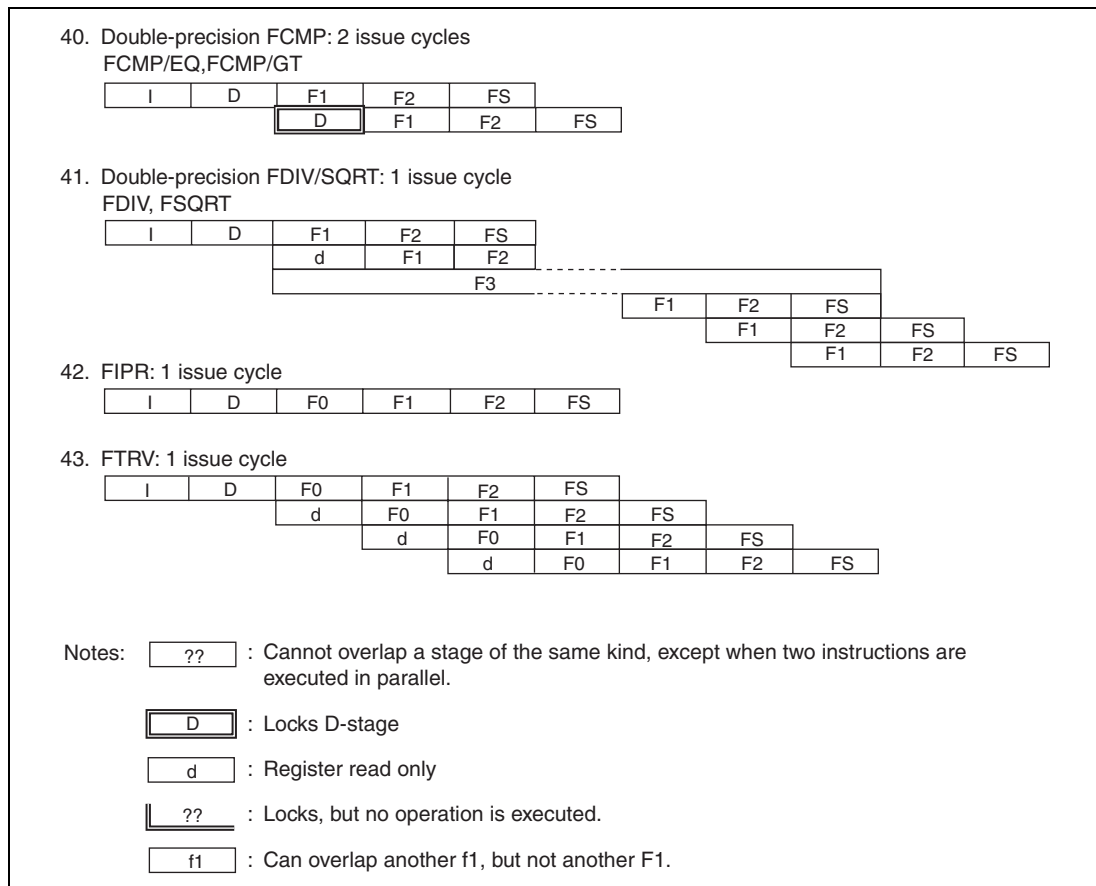 40. Double-precision FCMP: 2 issue cycles
FCMP/EQ,FCMP/GT
I D F1 F2 FS
D F1 F2 FS
41. Double-precision FDIV/SQRT: 1 issue cycle
FDIV, FSQRT
I D F1 F2 FS
d F1 F2
F3
F1 F2 FS
F1 F2 FS
F1 F2 FS
42. FIPR: 1 issue cycle
I D F0 F1 F2 FS
43. FTRV: 1 issue cycle
I D F0 F1 F2 FS
d F0 F1 F2 FS
d F0 F1 F2 FS
d F0 F1 F2 FS
Notes: ?? : Cannot overlap a stage of the same kind, except when two instructions are
executed in parallel.
D : Locks D-stage
d : Register read only
?? : Locks, but no operation is executed.
f1 : Can overlap another f1, but not another F1.